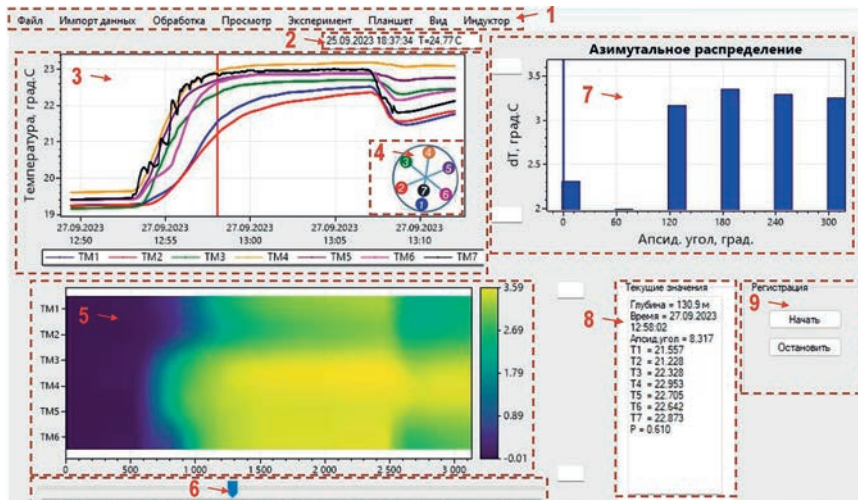 Файл Импорт данных Обработка Просмотр Эксперимент Планшет Вид Индуктор
1
2
25.09.2023 18:37:34 T=24.77 C
3
Температура, град.С
23
22
21
20
19
27.09.2023 27.09.2023 27.09.2023 27.09.2023 27.09.2023
12:50 12:55 13:00 13:05 13:10
TM1 TM2 TM3 TM4 TM5 TM6 TM7
4
4
3
5
2
7
6
1
Азимутальное распределение
7
dT, град.С
3.5
3
2.5
2
0 60 120 180 240 300
Апсид. угол, град.
5
TM1
TM2
TM3
TM4
TM5
TM6
0 500 1 000 1 500 2 000 2 500 3 000
3.59
2.69
1.79
0.89
-0.01
6
8
Текущие значения
Глубина = 130.9 м
Время = 27.09.2023
12:58:02
Апсид.угол = 8.317
T1 = 21.557
T2 = 21.228
T3 = 22.328
T4 = 22.953
T5 = 22.705
T6 = 22.642
T7 = 22.873
P = 0.610
Регистрация
9
Начать
Остановить